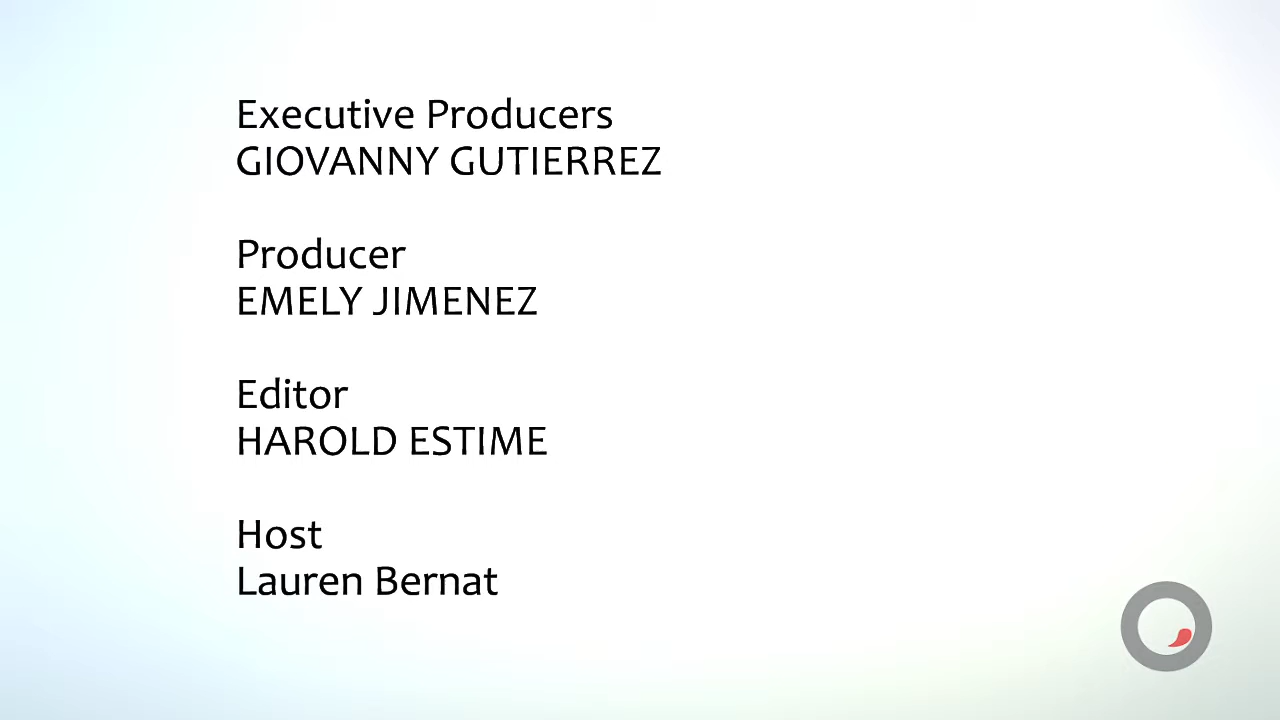 Executive Producers
GIOVANNY GUTIERREZ
Producer
EMELY JIMENEZ
Editor
HAROLD ESTIME
Host
Lauren Bernat